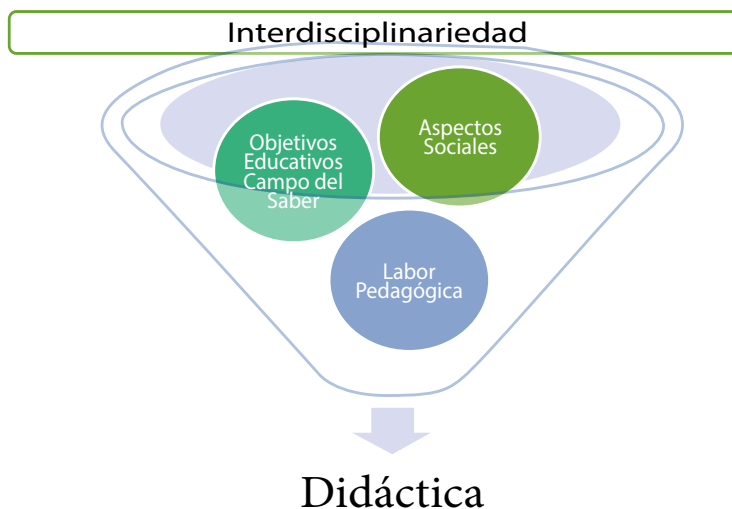 Interdisciplinariedad
Objetivos
Educativos
Campo del
Saber
Aspectos
Sociales
Labor
Pedagógica
Didáctica